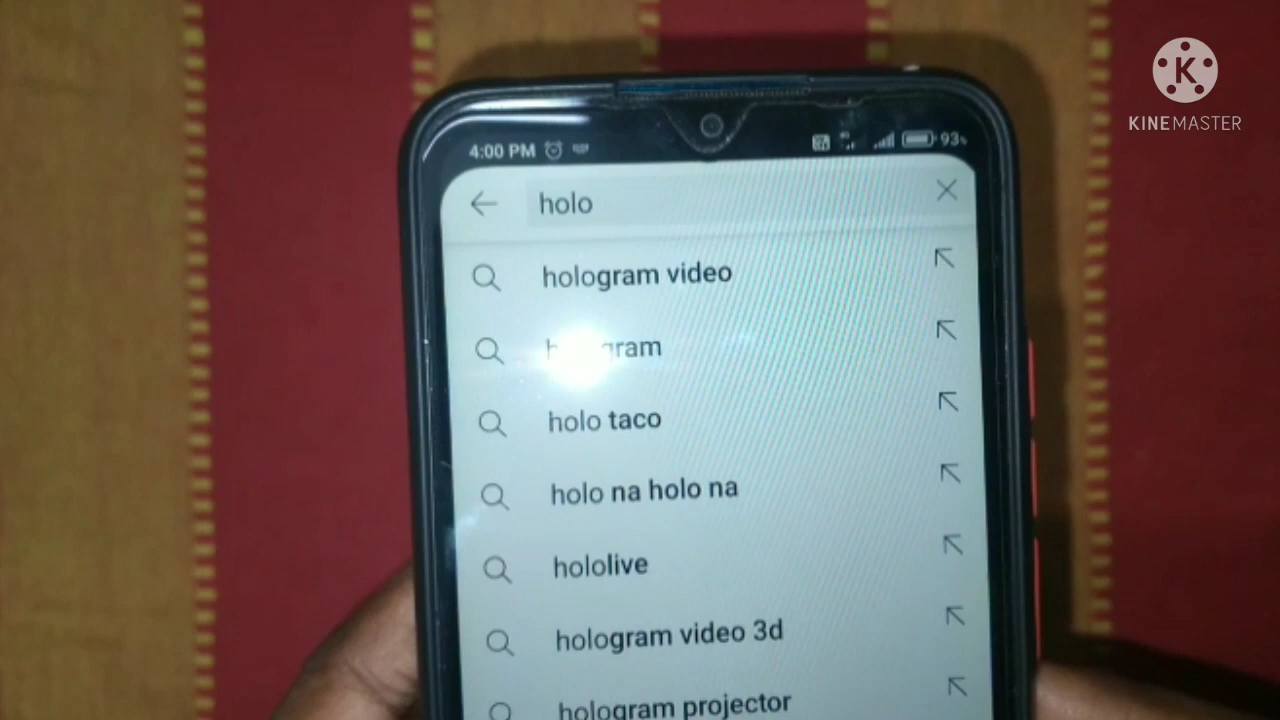 KINEMASTER
4:00 PM 93%
holo
hologram video
hologram
holo taco
holo na holo na
hololive
hologram video 3d
hologram projector